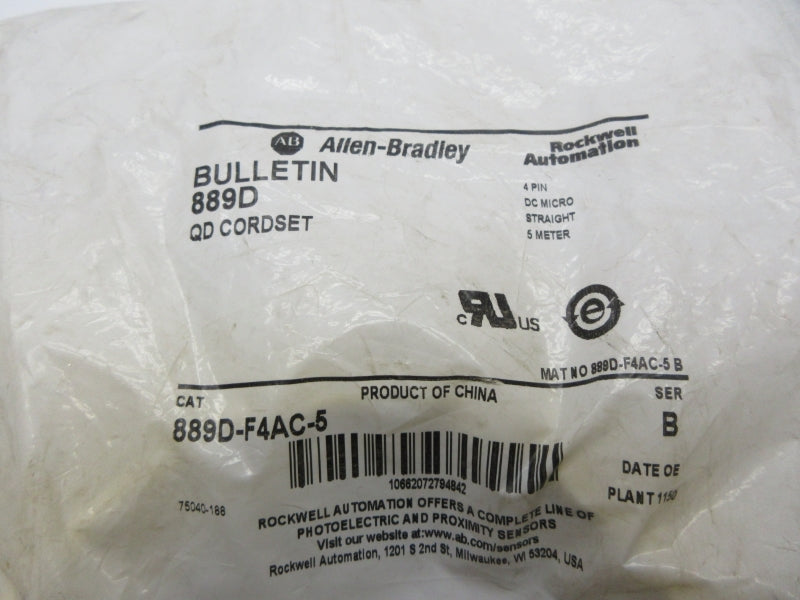 AB Allen-Bradley
Rockwell
Automation
BULLETIN
889D
QD CORDSET
4 PIN
DC MICRO
STRAIGHT
5 METER
c RU US
e
MAT NO 889D-F4AC-5 B
CAT
PRODUCT OF CHINA
SER
889D-F4AC-5
B
10662072794842
DATE OE
PLANT 1150
75040-188
ROCKWELL AUTOMATION OFFERS A COMPLETE LINE OF
PHOTOELECTRIC AND PROXIMITY SENSORS
Visit our website at:www.ab.com/sensors
Rockwell Automation, 1201 S 2nd St, Milwaukee, WI 53204, USA